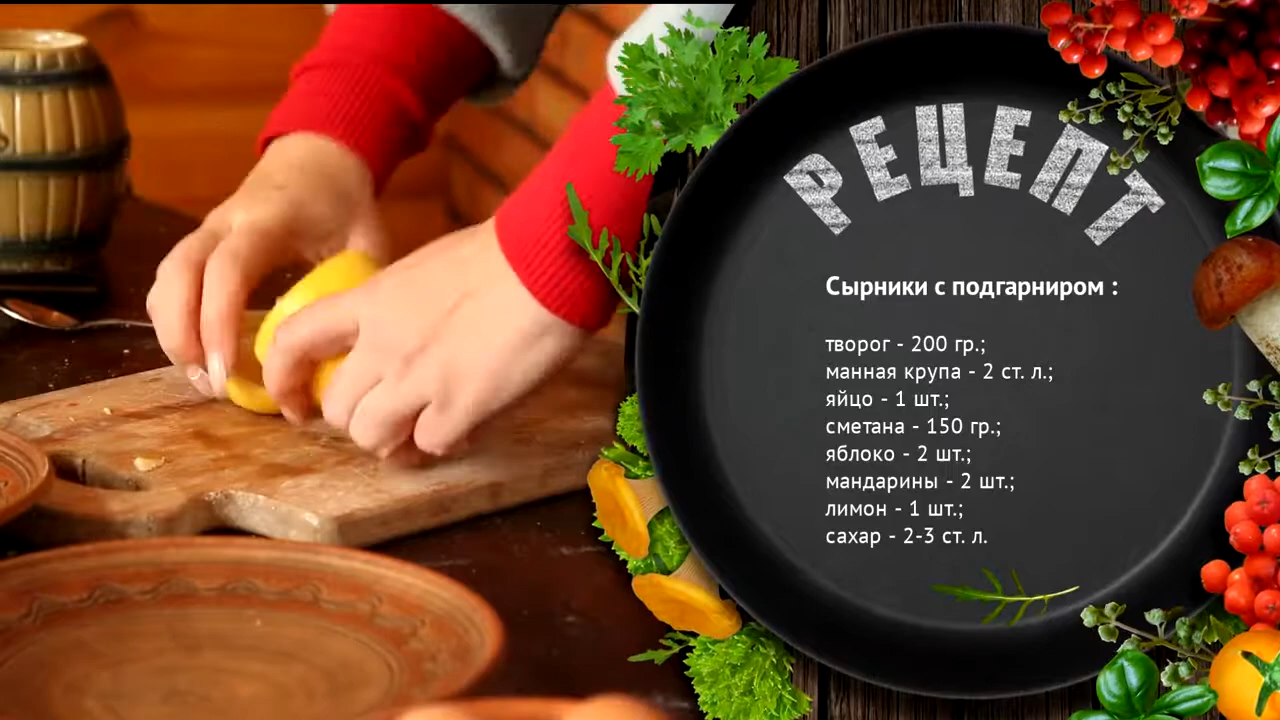 РЕЦЕПТ
Сырники с подгарниром :
творог - 200 гр.;
манная крупа - 2 ст. л.;
яйцо - 1 шт.;
сметана - 150 гр.;
яблоко - 2 шт.;
мандарины - 2 шт.;
лимон - 1 шт.;
сахар - 2-3 ст. л.